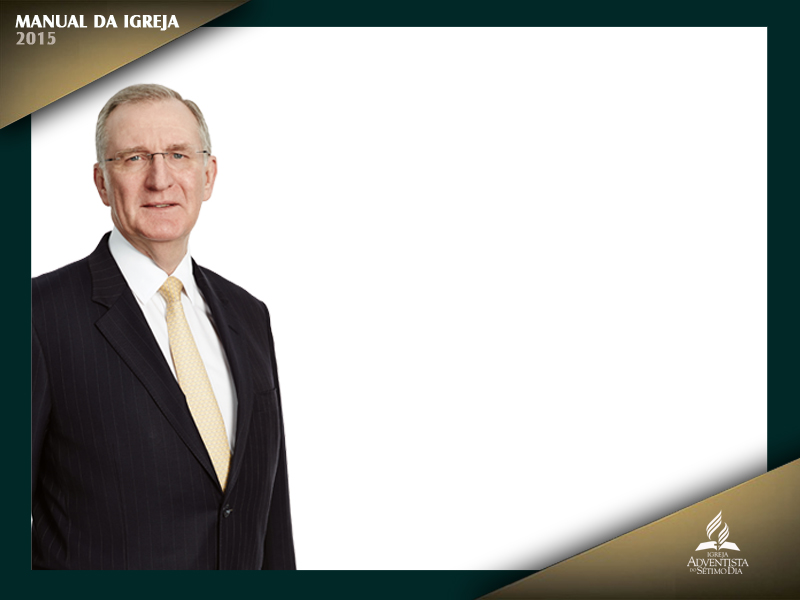 MANUAL DA IGREJA
2015
IGREJA
ADVENTISTA
DO SÉTIMO DIA